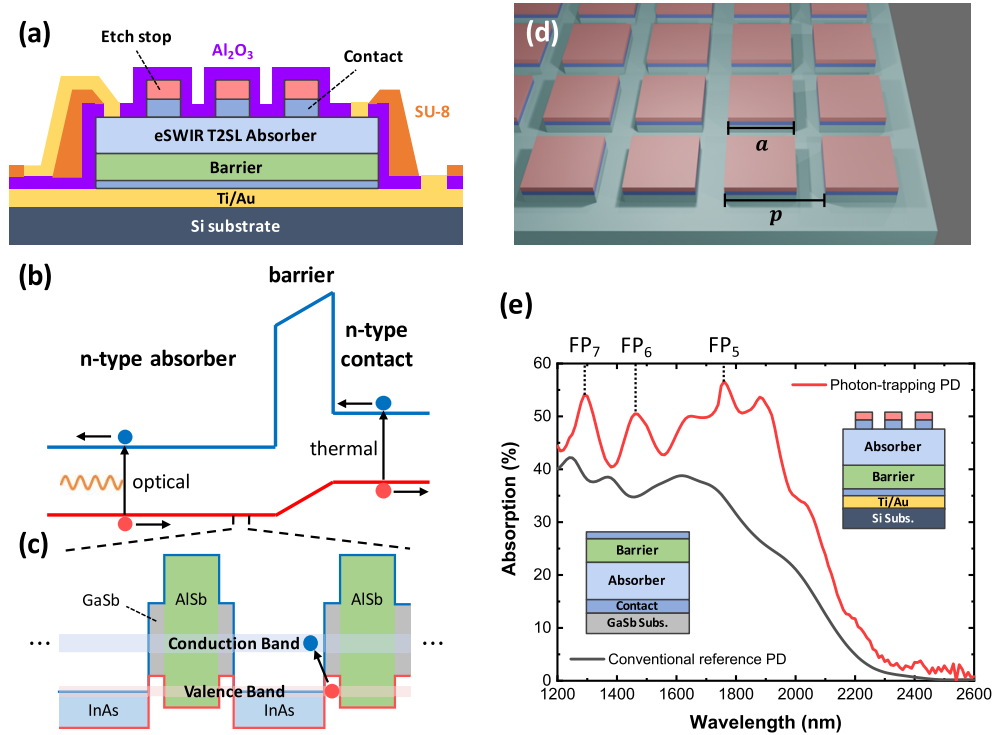 (a)
Etch stop
Al₂O₃
Contact
SU-8
eSWIR T2SL Absorber
Barrier
Ti/Au
Si substrate
(d)
a
p
(b)
barrier
n-type absorber
n-type
contact
optical
thermal
(c)
GaSb
AlSb
AlSb
...
Conduction Band
...
Valence Band
InAs
InAs
(e)
FP₇
FP₆
FP₅
Absorption (%)
60
50
40
30
20
10
0
Photon-trapping PD
Absorber
Barrier
Ti/Au
Si Subs.
Barrier
Absorber
Contact
GaSb Subs.
Conventional reference PD
1200
1400
1600
1800
2000
2200
2400
2600
Wavelength (nm)